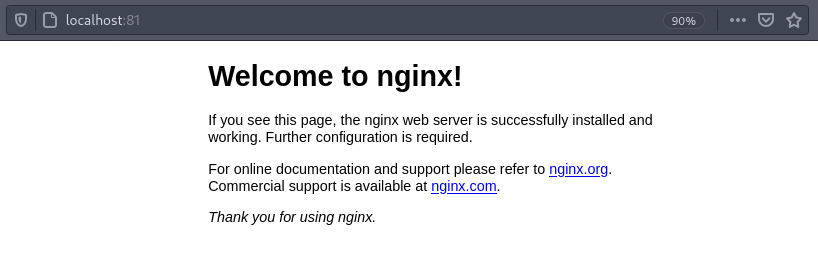 localhost:81
90%
Welcome to nginx!
If you see this page, the nginx web server is successfully installed and
working. Further configuration is required.
For online documentation and support please refer to nginx.org.
Commercial support is available at nginx.com.
Thank you for using nginx.